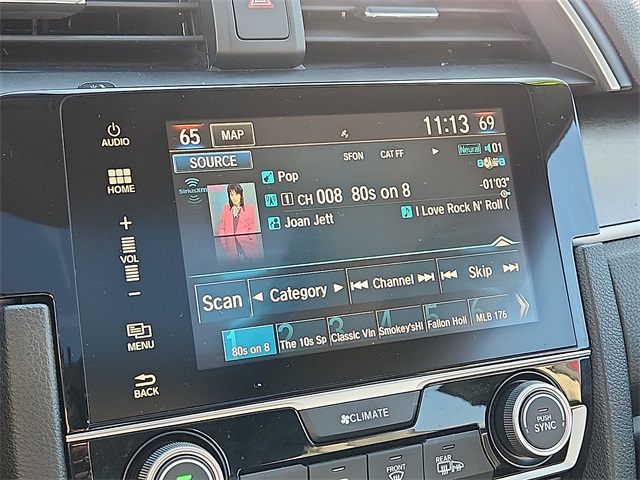 AUDIO
HOME
VOL
MENU
BACK
65 MAP 11:13 69
SFON CAT FF Neural 01
SOURCE
SiriusXM
Pop
1 CH 008 80s on 8 -01'03"
Joan Jett I Love Rock N' Roll (
Scan Category Channel Skip
1 2 3 4 5 6
80s on 8 The 10s Sp Classic Vin Smokey'sHl Fallon Holl MLB 176
CLIMATE
PUSH
SYNC
FRONT
REAR